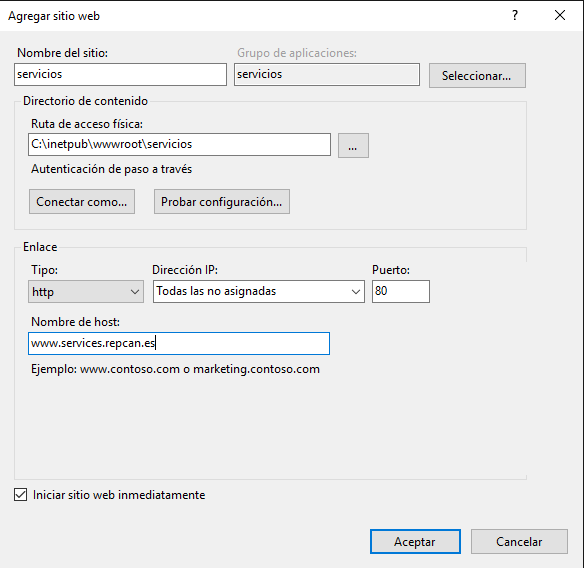 Agregar sitio web
?
Nombre del sitio:
Grupo de aplicaciones:
servicios
servicios
Seleccionar...
Directorio de contenido
Ruta de acceso física:
C:\inetpub\wwwroot\servicios
...
Autenticación de paso a través
Conectar como...
Probar configuración...
Enlace
Tipo:
Dirección IP:
Puerto:
http
Todas las no asignadas
80
Nombre de host:
www.services.repcan.es
Ejemplo: www.contoso.com o marketing.contoso.com
Iniciar sitio web inmediatamente
Aceptar
Cancelar